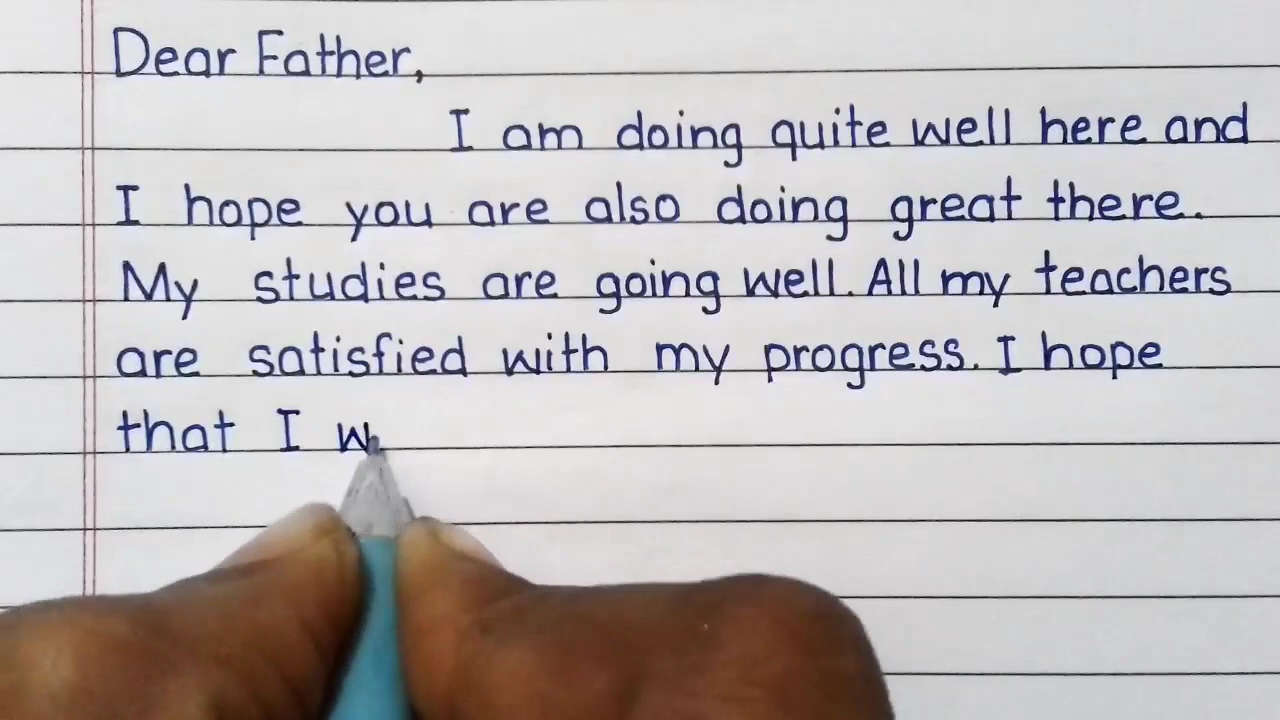 Dear Father,
I am doing quite well here and
I hope you are also doing great there.
My studies are going well. All my teachers
are satisfied with my progress. I hope
that I w